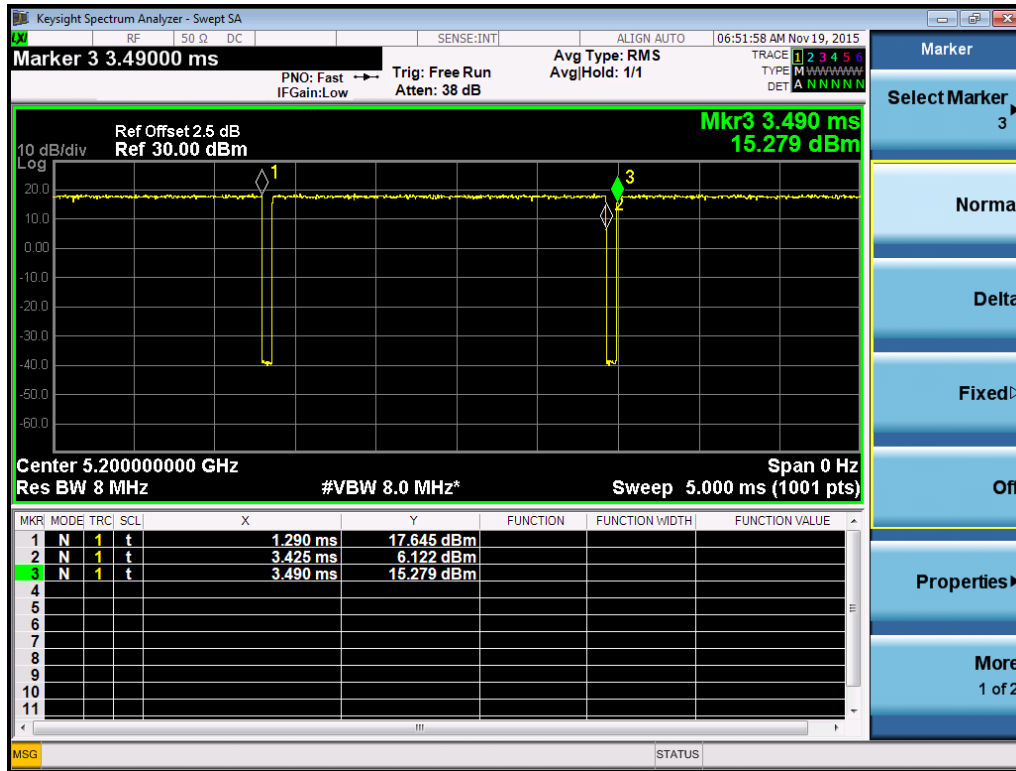 Keysight Spectrum Analyzer - Swept SA
LXI RF 50 Ω DC SENSE:INT ALIGN AUTO 06:51:58 AM Nov 19, 2015
Marker 3 3.49000 ms
PNO: Fast
IFGain:Low
Trig: Free Run
Atten: 38 dB
Avg Type: RMS
Avg|Hold: 1/1
TRACE 1 2 3 4 5 6
TYPE M WWWWW
DET A N N N N N
Mkr3 3.490 ms
15.279 dBm
Ref Offset 2.5 dB
10 dB/div Ref 30.00 dBm
Log
20.0
10.0
0.00
-10.0
-20.0
-30.0
-40.0
-50.0
-60.0
1
3
2
Center 5.200000000 GHz Span 0 Hz
Res BW 8 MHz #VBW 8.0 MHz* Sweep 5.000 ms (1001 pts)
MKR MODE TRC SCL X Y FUNCTION FUNCTION WIDTH FUNCTION VALUE
1 N 1 t 1.290 ms 17.645 dBm
2 N 1 t 3.425 ms 6.122 dBm
3 N 1 t 3.490 ms 15.279 dBm
4
5
6
7
8
9
10
11
MSG STATUS
Marker
Select Marker
3
Norma
Delta
Fixed
Off
Properties
More
1 of 2